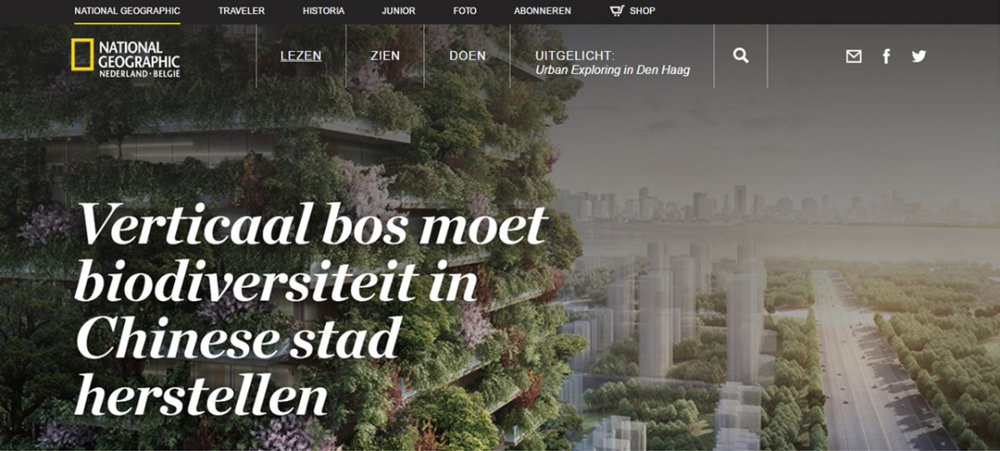 NATIONAL GEOGRAPHIC TRAVELER HISTORIA JUNIOR FOTO ABONNEREN SHOP
NATIONAL
GEOGRAPHIC
NEDERLAND · BELGIE
LEZEN ZIEN DOEN UITGELICHT:
Urban Exploring in Den Haag
Verticaal bos moet
biodiversiteit in
Chinese stad
herstellen